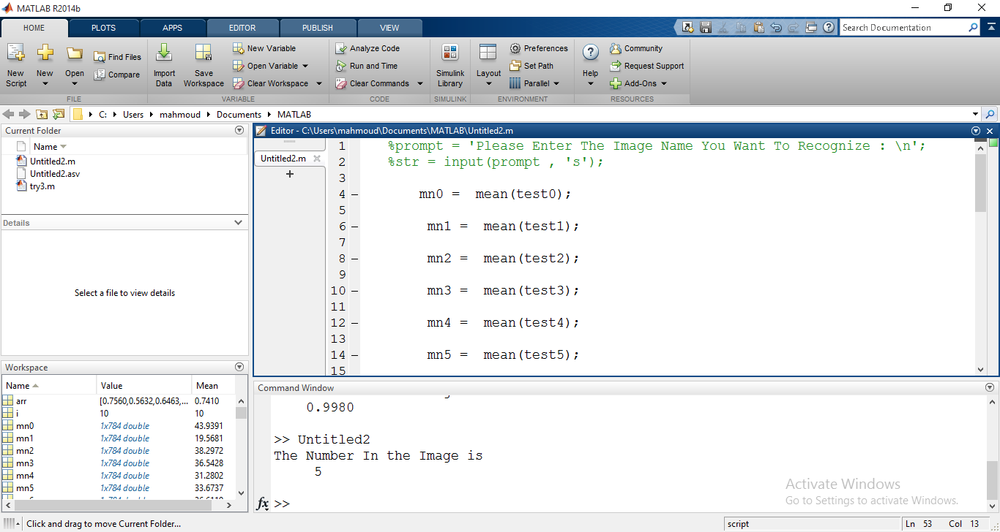 MATLAB R2014b
HOME PLOTS APPS EDITOR PUBLISH VIEW Search Documentation
New Script New Open Find Files Compare Import Data Save Workspace New Variable Open Variable Clear Workspace Analyze Code Run and Time Clear Commands Simulink Library Layout Preferences Set Path Parallel Help Community Request Support Add-Ons
FILE VARIABLE CODE SIMULINK ENVIRONMENT RESOURCES
C: Users mahmoud Documents MATLAB
Current Folder
Name
Untitled2.m
Untitled2.asv
try3.m
Details
Select a file to view details
Workspace
Name Value Mean
arr [0.7560,0.5632,0.6463,... 0.7410
i 10 10
mn0 1x784 double 43.9391
mn1 1x784 double 19.5681
mn2 1x784 double 38.2972
mn3 1x784 double 36.5428
mn4 1x784 double 31.2802
mn5 1x784 double 33.6737
Editor - C:\Users\mahmoud\Documents\MATLAB\Untitled2.m
Untitled2.m
+
1 %prompt = 'Please Enter The Image Name You Want To Recognize : \n';
2 %str = input(prompt , 's');
3
4 – mn0 = mean(test0);
5
6 – mn1 = mean(test1);
7
8 – mn2 = mean(test2);
9
10 – mn3 = mean(test3);
11
12 – mn4 = mean(test4);
13
14 – mn5 = mean(test5);
15
Command Window
0.9980
>> Untitled2
The Number In the Image is
5
fx >>
Activate Windows
Go to Settings to activate Windows.
Click and drag to move Current Folder... script Ln 53 Col 13